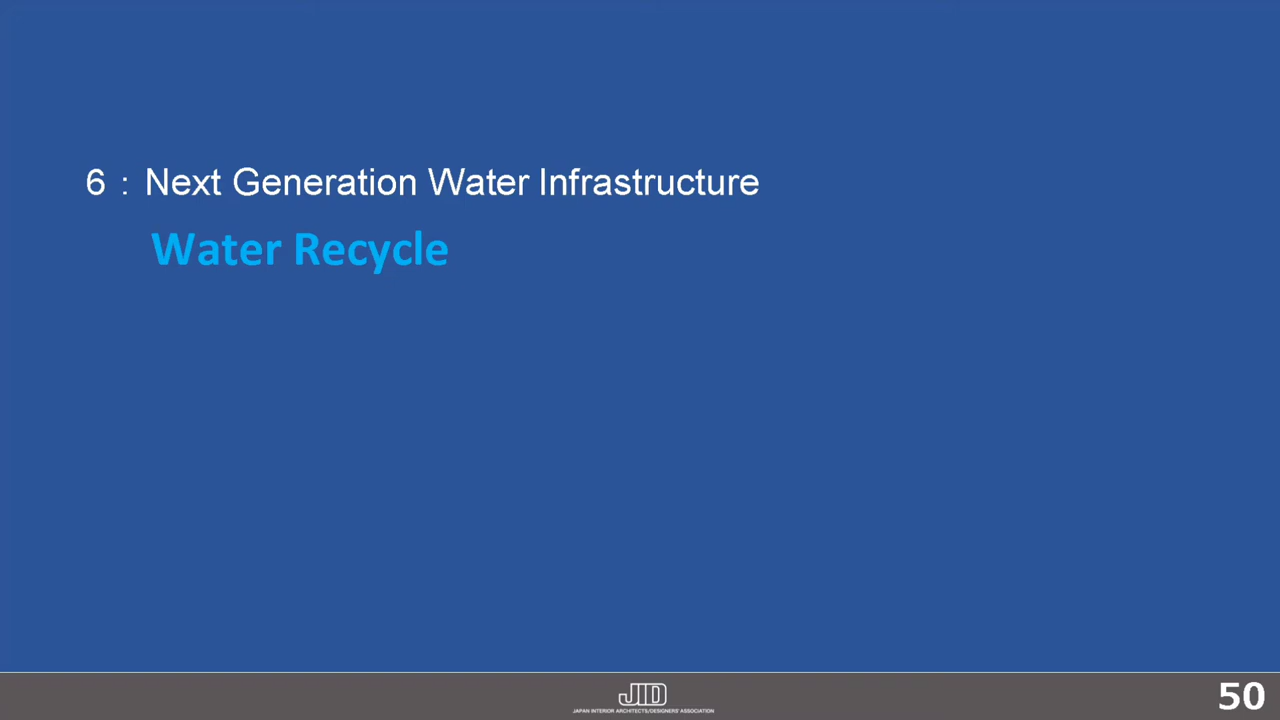 6：Next Generation Water Infrastructure
Water Recycle
JID
JAPAN INTERIOR ARCHITECTS/DESIGNERS' ASSOCIATION
50